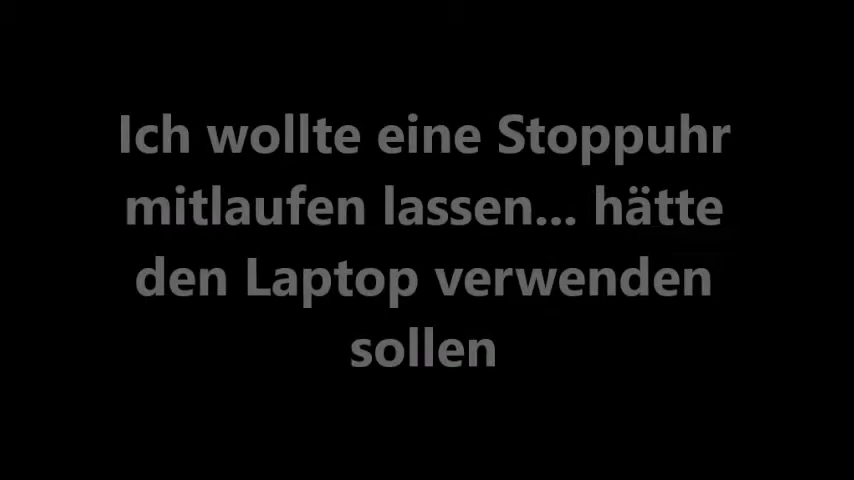 Ich wollte eine Stoppuhr
mitlaufen lassen... hätte
den Laptop verwenden
sollen